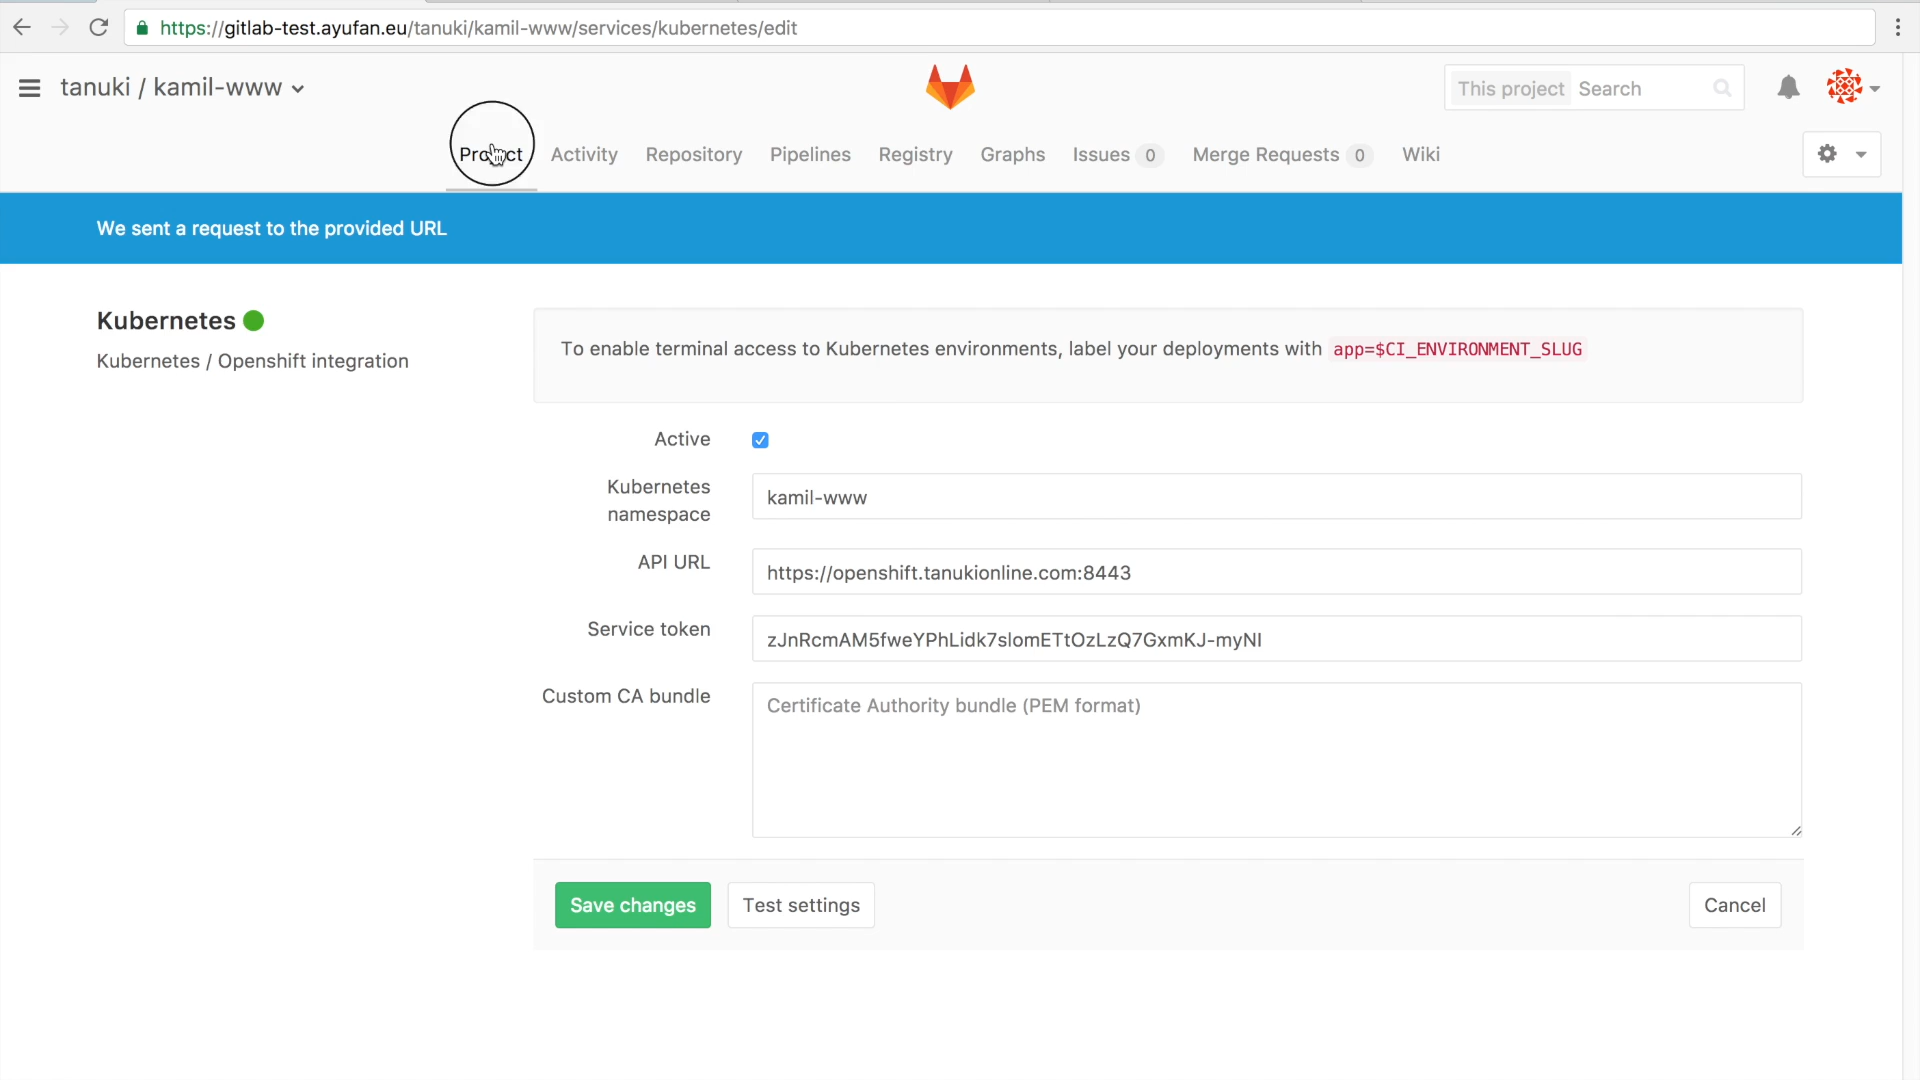 https://gitlab-test.ayufan.eu/tanuki/kamil-www/services/kubernetes/edit
tanuki / kamil-www
This project Search
Project Activity Repository Pipelines Registry Graphs Issues 0 Merge Requests 0 Wiki
We sent a request to the provided URL
Kubernetes
Kubernetes / Openshift integration
To enable terminal access to Kubernetes environments, label your deployments with app=$CI_ENVIRONMENT_SLUG
Active
Kubernetes
namespace
kamil-www
API URL
https://openshift.tanukionline.com:8443
Service token
zJnRcmAM5fweYPhLidk7slomETtOzLzQ7GxmKJ-myNI
Custom CA bundle
Certificate Authority bundle (PEM format)
Save changes
Test settings
Cancel